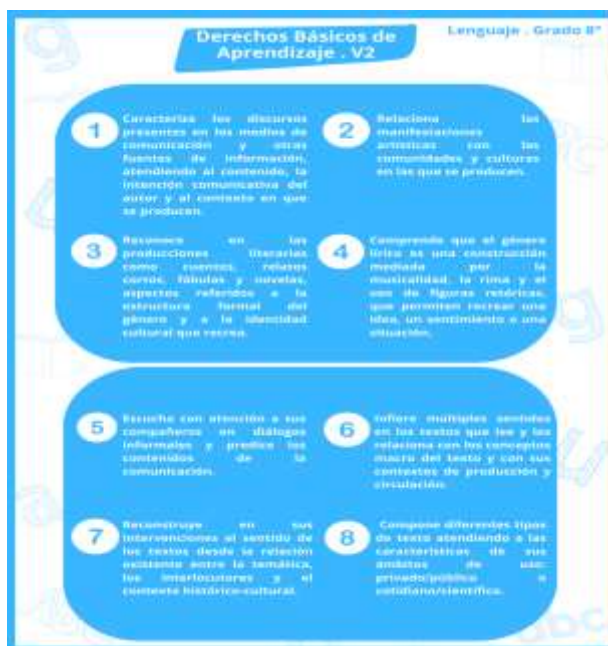 Derechos Básicos de
Aprendizaje . V2
Lenguaje . Grado 8°
1
Caracteriza los discursos
presentes en los medios de
comunicación y otras
fuentes de información,
atendiendo al contenido, la
intención comunicativa del
autor y al contexto en que
se producen.
2
Relaciona las
manifestaciones
artísticas con las
comunidades y culturas
en las que se producen.
3
Reconoce en las
producciones literarias
como cuentos, relatos
cortos, fábulas y novelas,
aspectos referidos a la
estructura formal del
género y a la identidad
cultural que recrea.
4
Comprende que el género
lírico es una construcción
mediada por la
musicalidad, la rima y el
uso de figuras retóricas,
que permiten recrear una
idea, un sentimiento o una
situación.
5
Escucha con atención a sus
compañeros en diálogos
informales y predice los
contenidos de la
comunicación.
6
Infiere múltiples sentidos
en los textos que lee y los
relaciona con los conceptos
macro del texto y con sus
contextos de producción y
circulación.
7
Reconstruye en sus
intervenciones el sentido de
los textos desde la relación
existente entre la temática,
los interlocutores y el
contexto histórico-cultural.
8
Compone diferentes tipos
de texto atendiendo a las
características de sus
ámbitos de uso:
privado/público o
cotidiano/científico.
abc